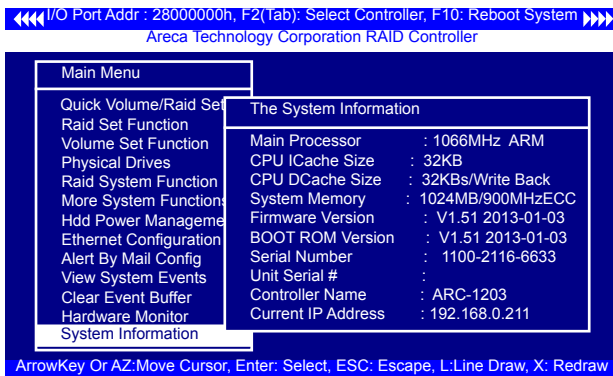 I/O Port Addr : 28000000h, F2(Tab): Select Controller, F10: Reboot System
Areca Technology Corporation RAID Controller
Main Menu
Quick Volume/Raid Set
Raid Set Function
Volume Set Function
Physical Drives
Raid System Function
More System Functions
Hdd Power Manageme
Ethernet Configuration
Alert By Mail Config
View System Events
Clear Event Buffer
Hardware Monitor
System Information
The System Information
Main Processor : 1066MHz ARM
CPU ICache Size : 32KB
CPU DCache Size : 32KBs/Write Back
System Memory : 1024MB/900MHzECC
Firmware Version : V1.51 2013-01-03
BOOT ROM Version : V1.51 2013-01-03
Serial Number : 1100-2116-6633
Unit Serial # :
Controller Name : ARC-1203
Current IP Address : 192.168.0.211
ArrowKey Or AZ:Move Cursor, Enter: Select, ESC: Escape, L:Line Draw, X: Redraw